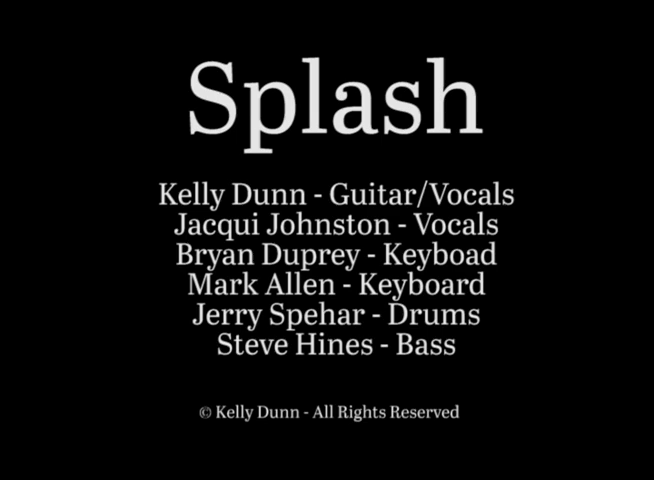 Splash
Kelly Dunn - Guitar/Vocals
Jacqui Johnston - Vocals
Bryan Duprey - Keyboad
Mark Allen - Keyboard
Jerry Spehar - Drums
Steve Hines - Bass
© Kelly Dunn - All Rights Reserved